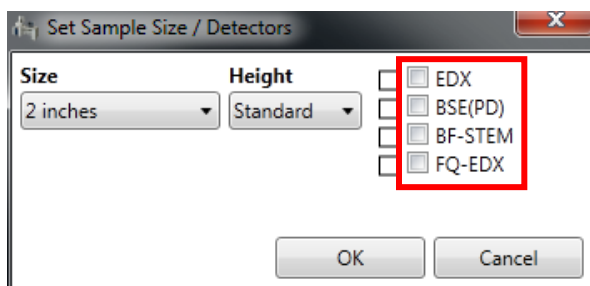 Set Sample Size / Detectors
Size Height
2 inches Standard
EDX
BSE(PD)
BF-STEM
FQ-EDX
OK Cancel